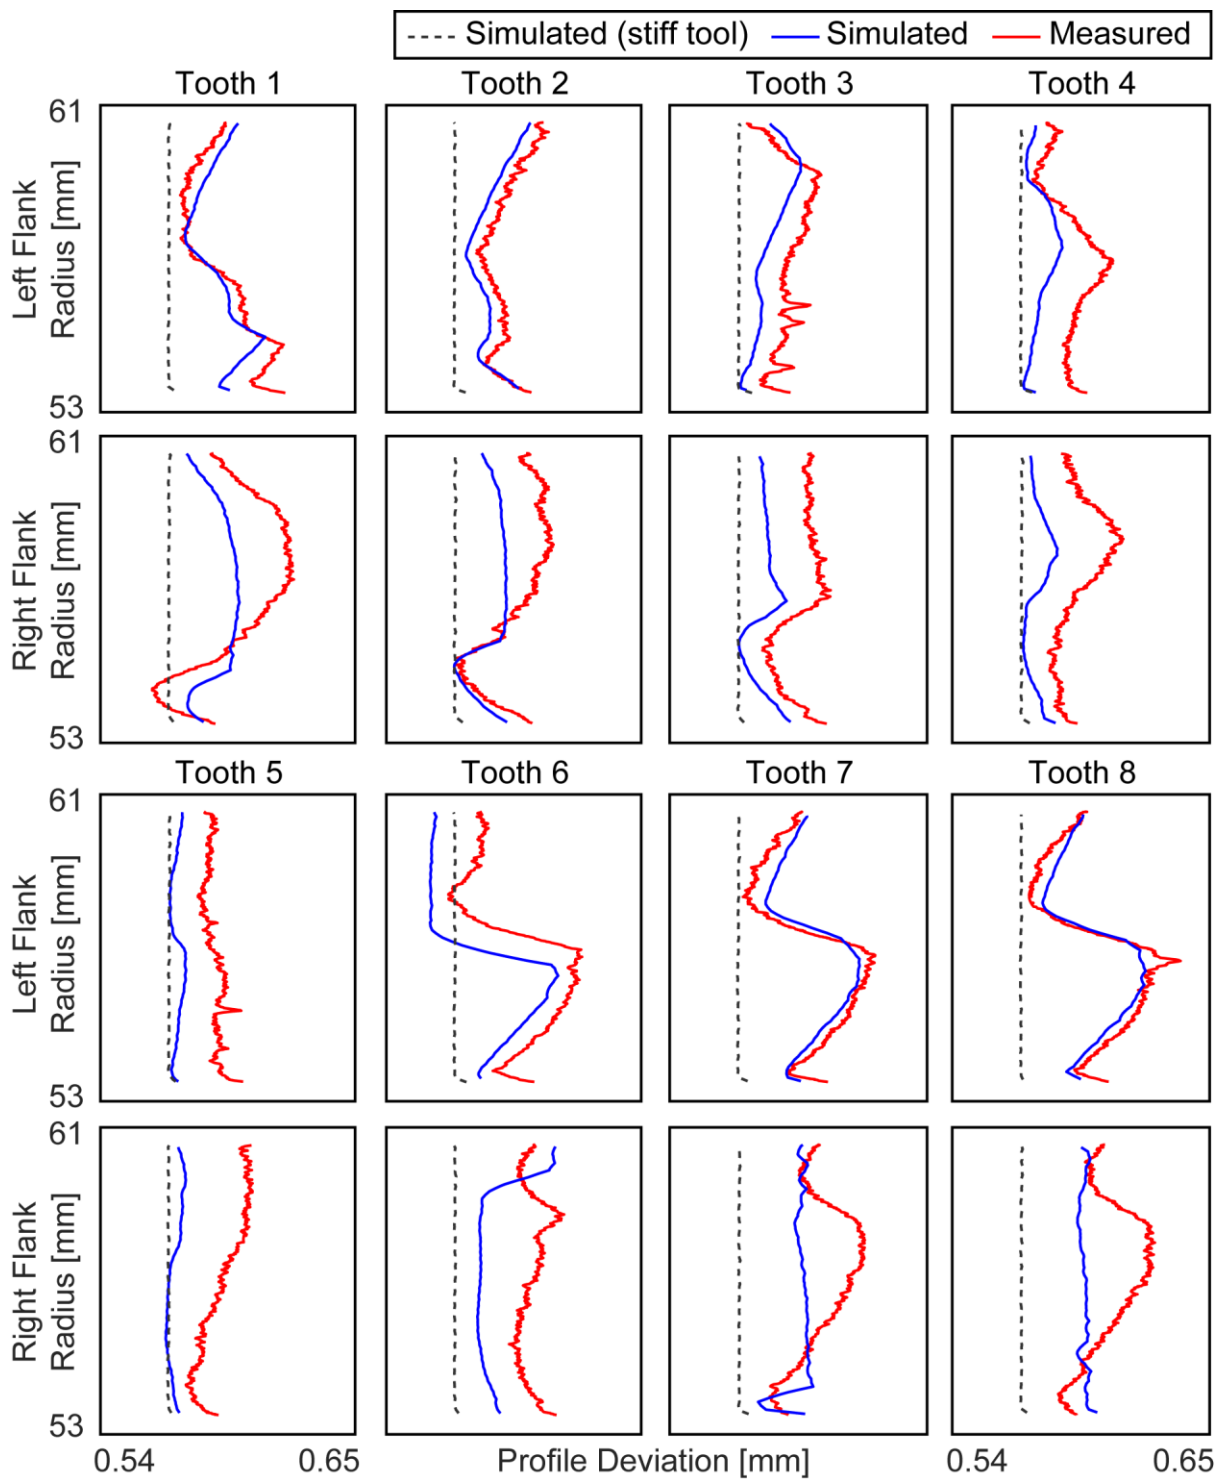 Simulated (stiff tool) Simulated Measured
Tooth 1 Tooth 2 Tooth 3 Tooth 4
61
Left Flank
Radius [mm]
53
61
Right Flank
Radius [mm]
53
Tooth 5 Tooth 6 Tooth 7 Tooth 8
61
Left Flank
Radius [mm]
53
61
Right Flank
Radius [mm]
53
0.54 0.65 Profile Deviation [mm] 0.54 0.65